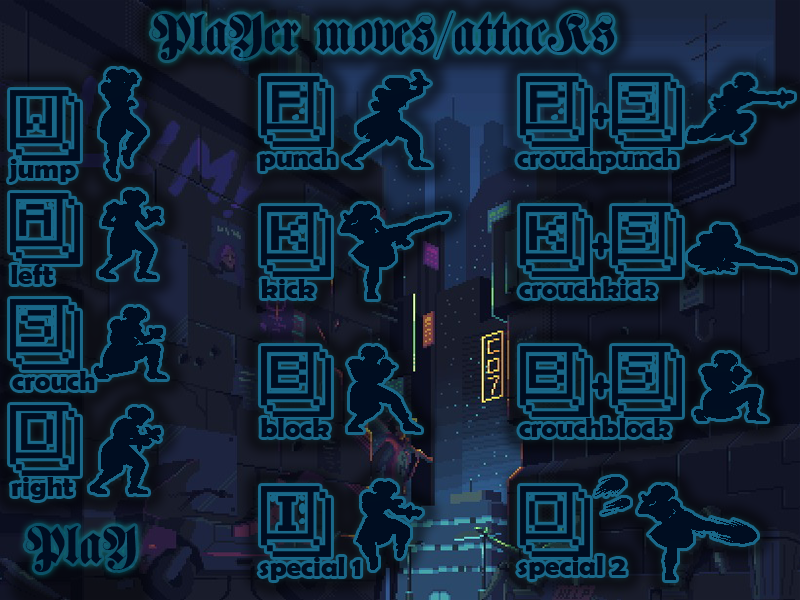 PlaYer moves/attacKs
W
jump
A
left
S
crouch
D
right
PlaY
P
punch
K
kick
B
block
I
special 1
P + S
crouchpunch
K + S
crouchkick
B + S
crouchblock
O
special 2